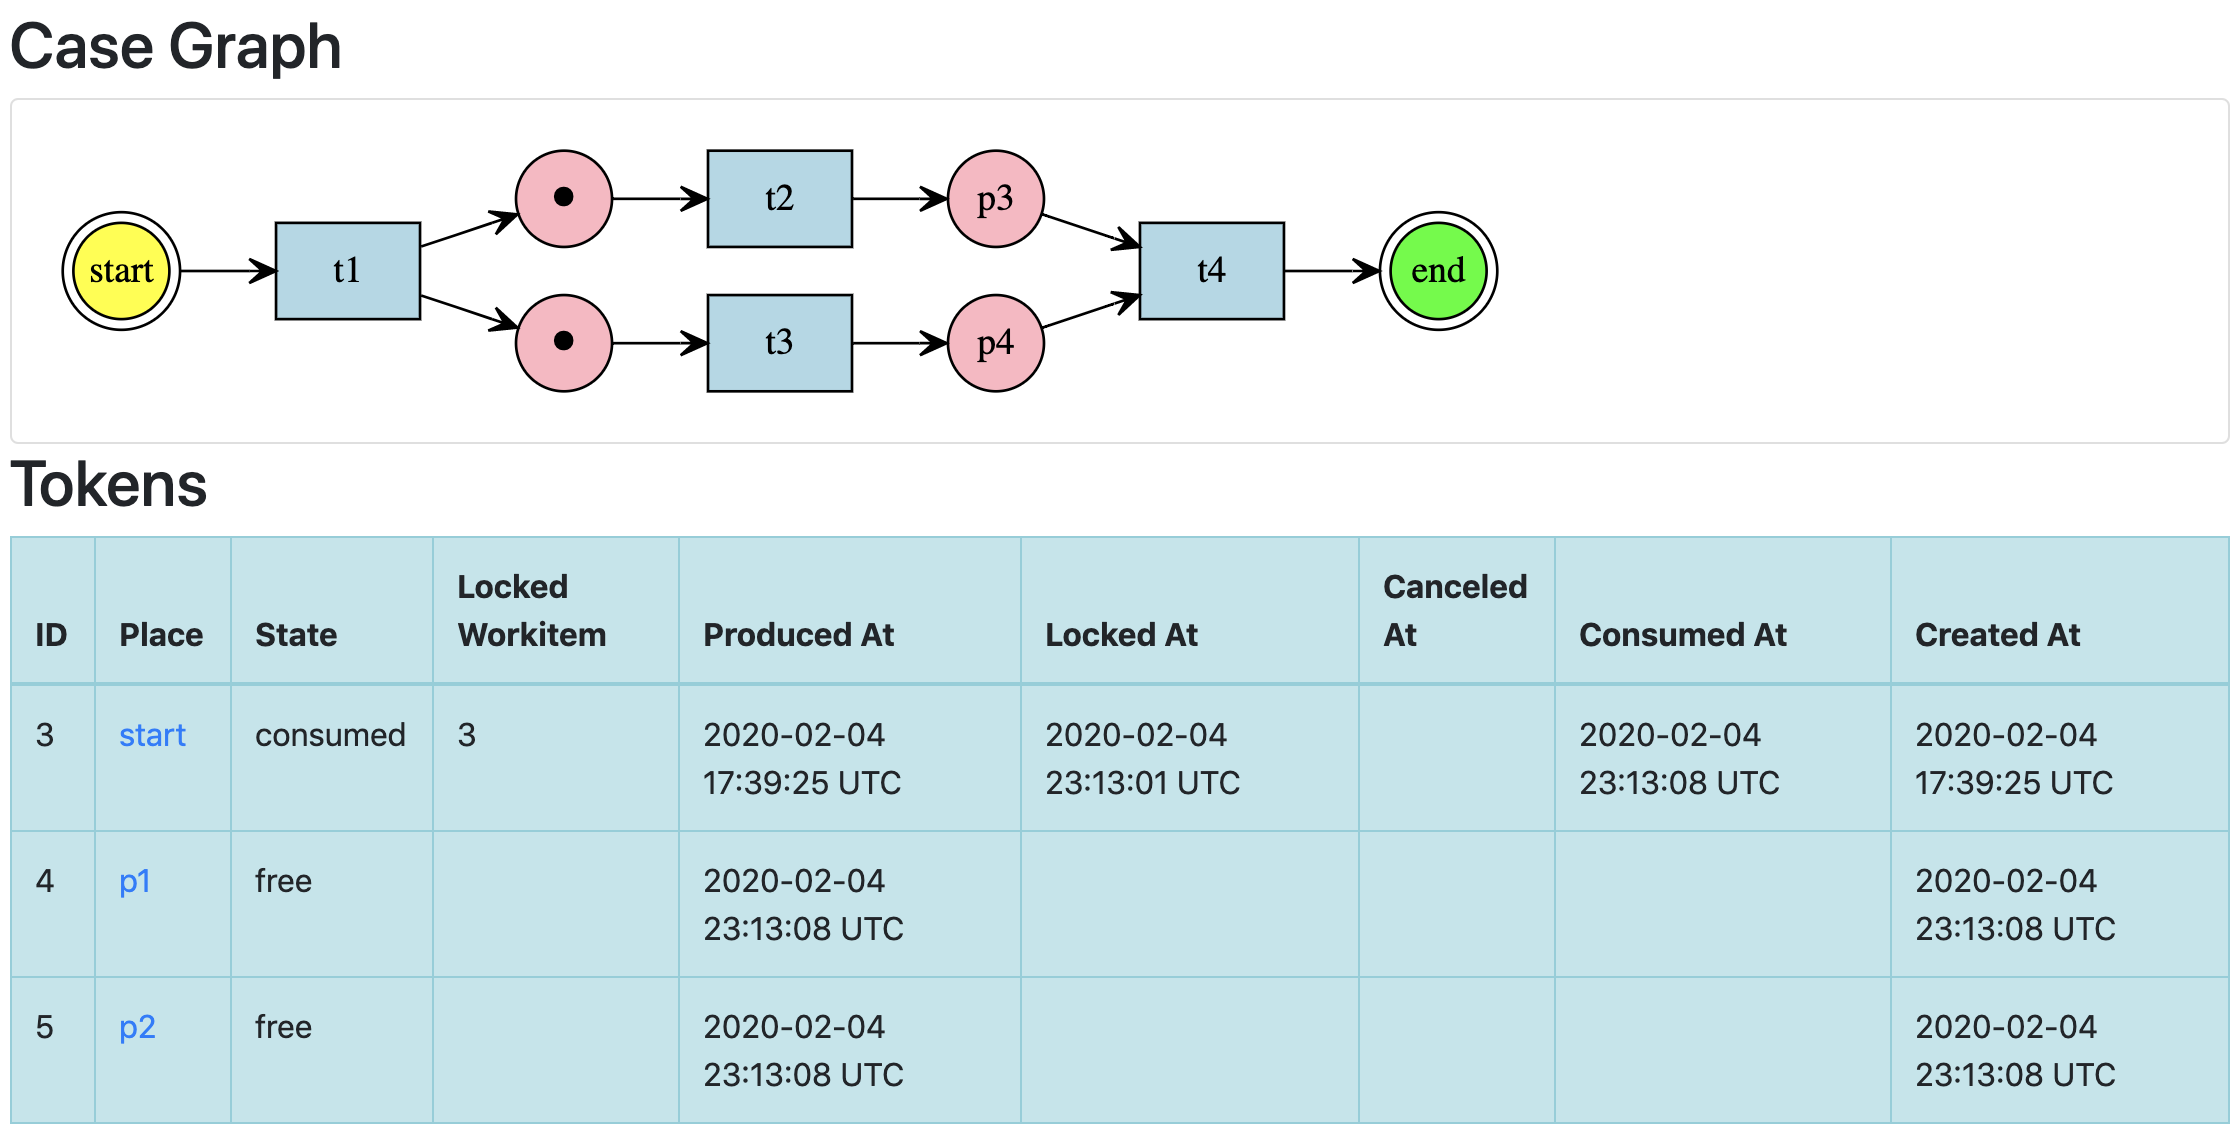 Case Graph
t2
p3
start
t1
t4
end
t3
p4
Tokens
ID Place State Locked Workitem Produced At Locked At Canceled At Consumed At Created At
3 start consumed 3 2020-02-04 2020-02-04 2020-02-04 2020-02-04
17:39:25 UTC 23:13:01 UTC 23:13:08 UTC 17:39:25 UTC
4 p1 free 2020-02-04 2020-02-04
23:13:08 UTC 23:13:08 UTC
5 p2 free 2020-02-04 2020-02-04
23:13:08 UTC 23:13:08 UTC